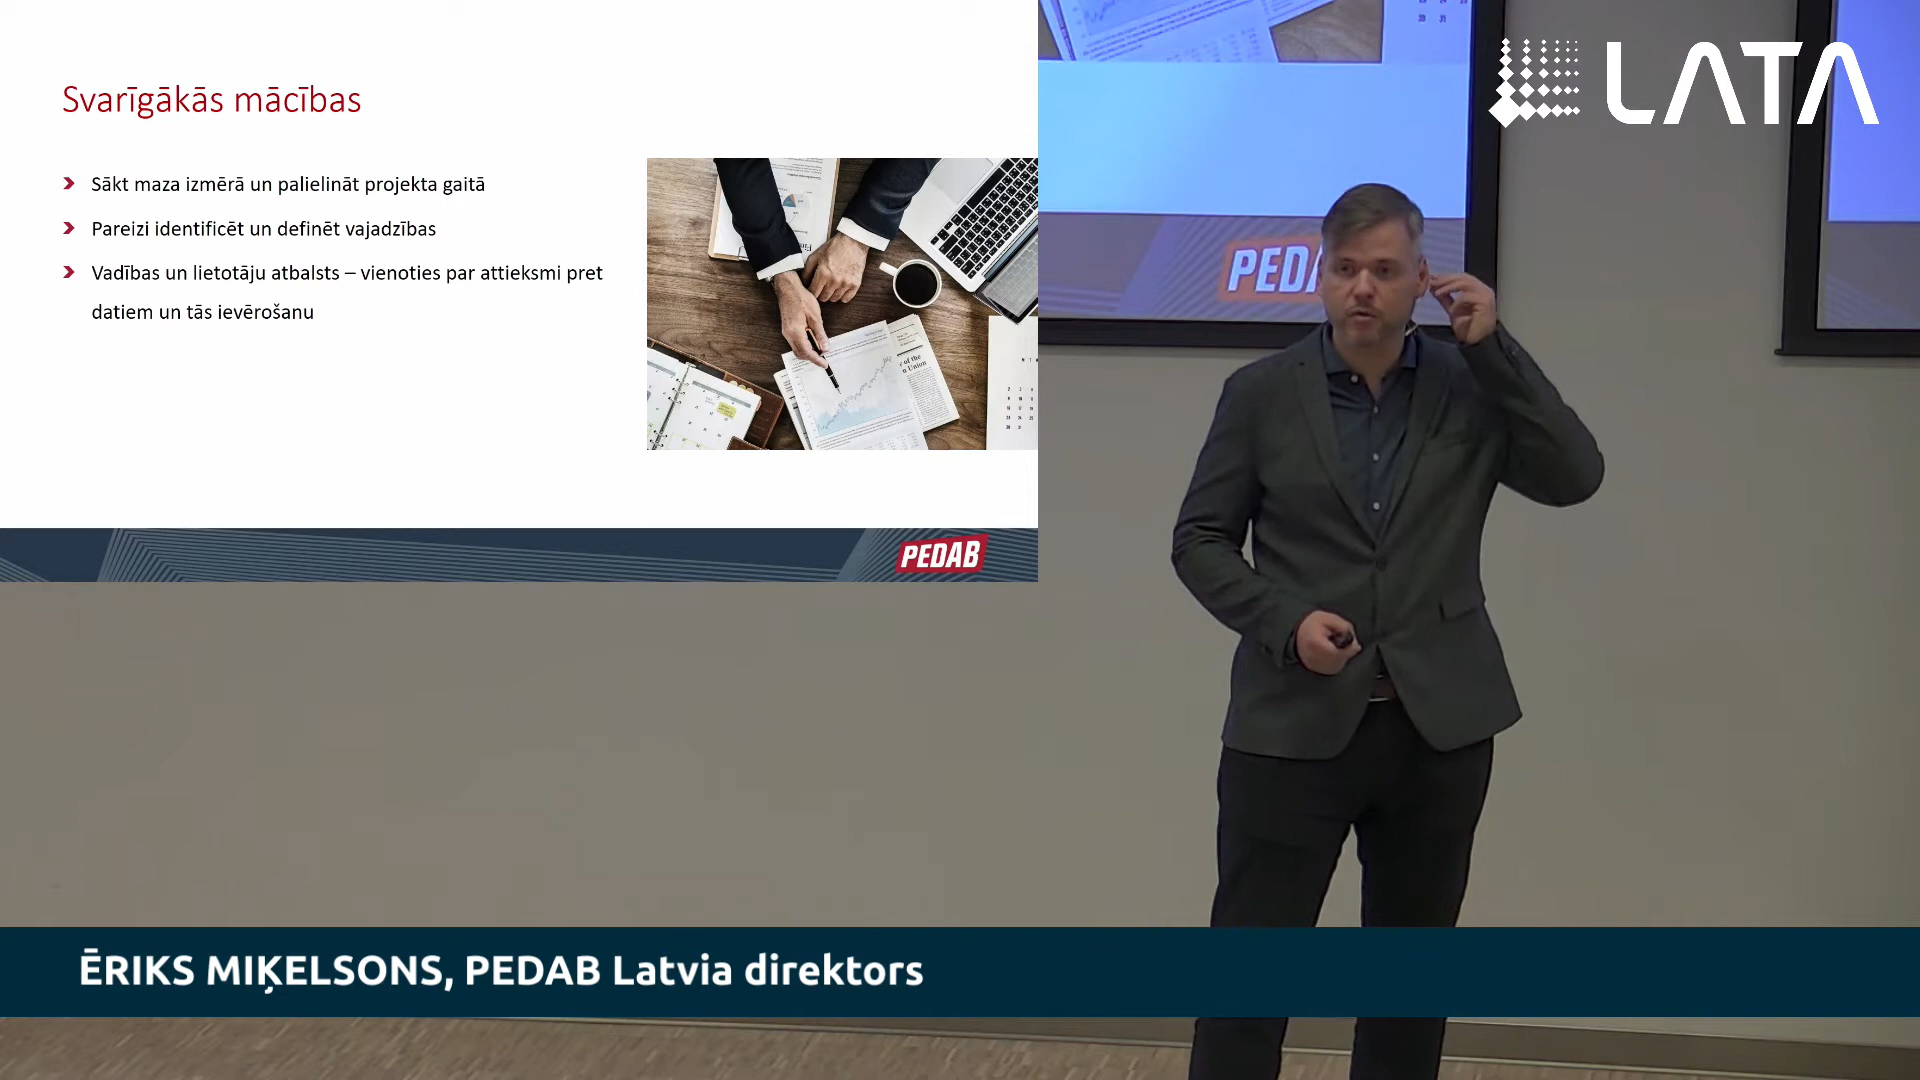 Svarīgākās mācības
Sākt maza izmērā un palielināt projekta gaitā
Pareizi identificēt un definēt vajadzības
Vadības un lietotāju atbalsts – vienoties par attieksmi pret
datiem un tās ievērošanu
PEDAB
LATA
ĒRIKS MIĶELSONS, PEDAB Latvia direktors